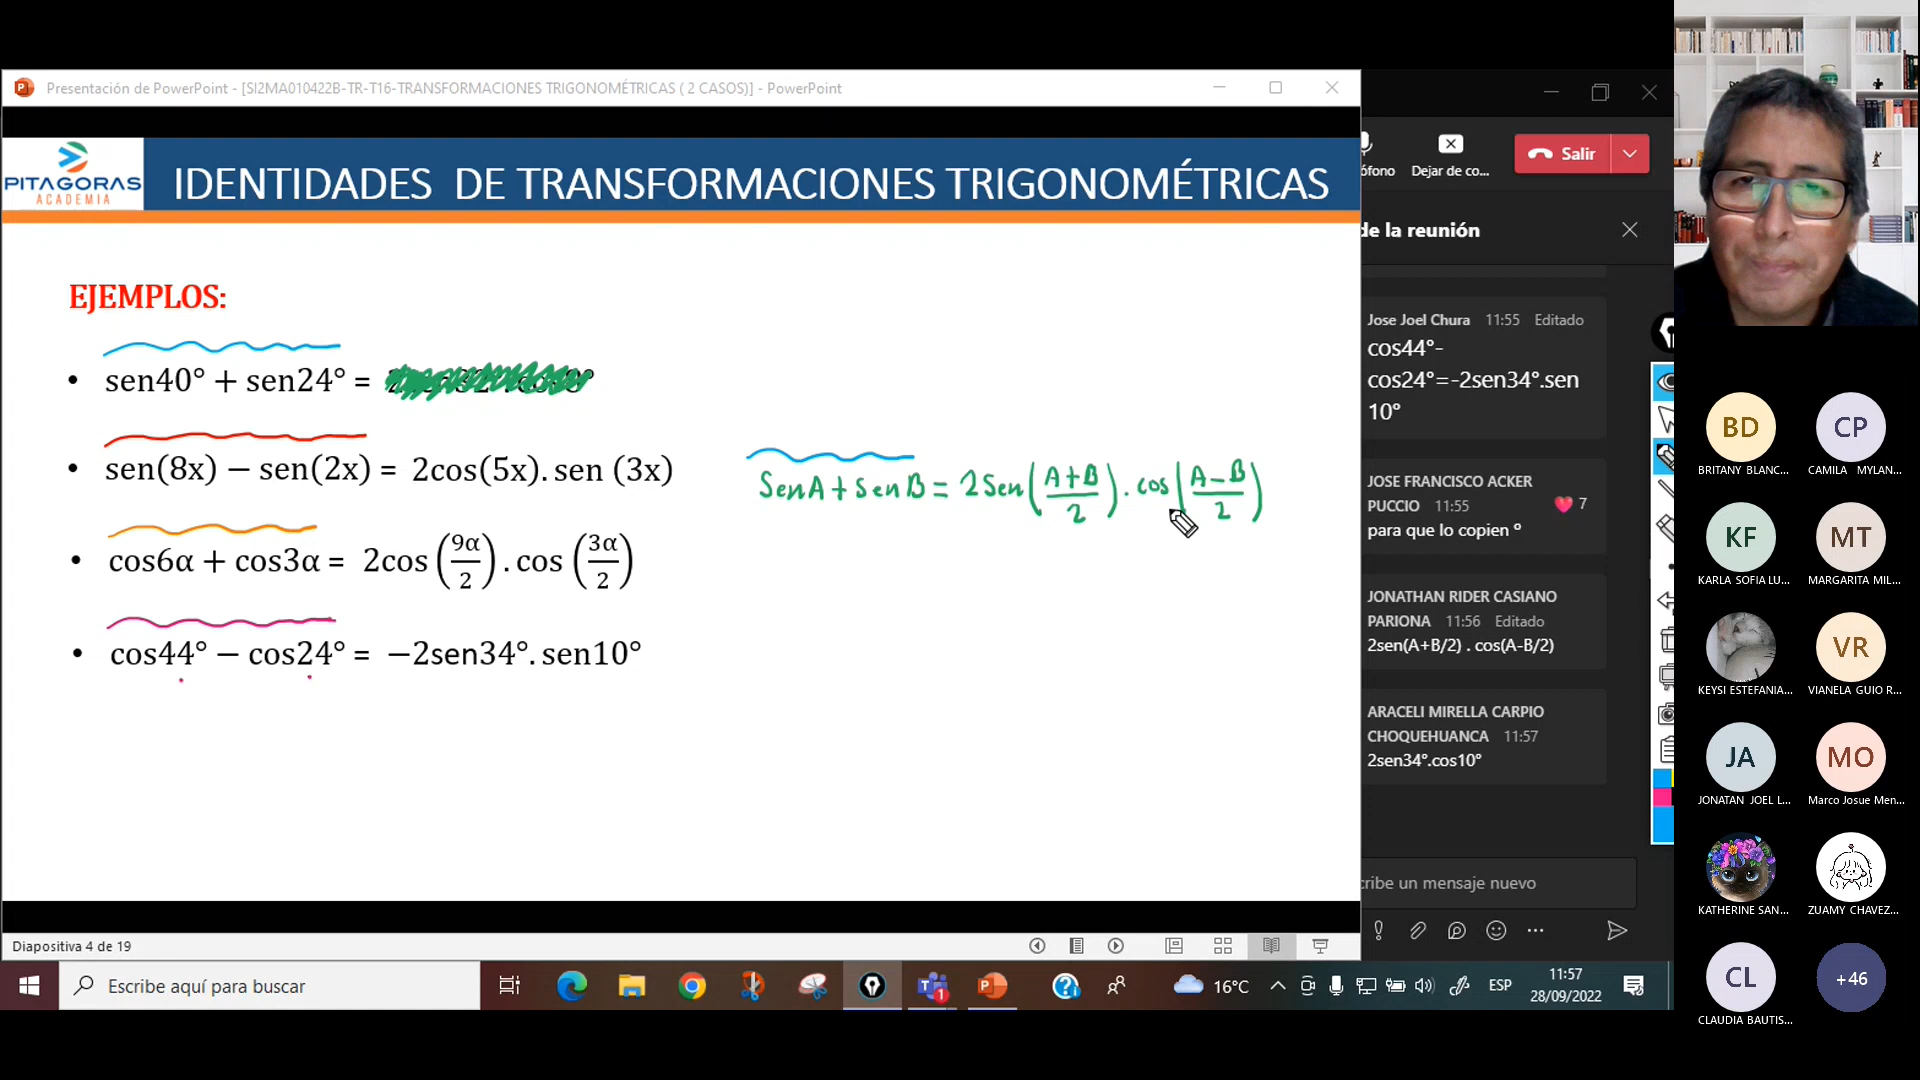 Presentación de PowerPoint - [SI2MA010422B-TR-T16-TRANSFORMACIONES TRIGONOMÉTRICAS ( 2 CASOS)] - PowerPoint
PITAGORAS
ACADEMIA
IDENTIDADES DE TRANSFORMACIONES TRIGONOMÉTRICAS
EJEMPLOS:
• sen40° + sen24° =
• sen(8x) − sen(2x) = 2cos(5x). sen (3x)
• cos6α + cos3α = 2cos (9α/2) . cos (3α/2)
• cos44° − cos24° = −2sen34°. sen10°
SenA + SenB = 2Sen(A+B/2) . cos(A−B/2)
Diapositiva 4 de 19
ófono
Dejar de co...
Salir
de la reunión
Jose Joel Chura 11:55 Editado
cos44°-
cos24°=-2sen34°.sen
10°
JOSE FRANCISCO ACKER
PUCCIO 11:55
7
para que lo copien °
JONATHAN RIDER CASIANO
PARIONA 11:56 Editado
2sen(A+B/2) . cos(A-B/2)
ARACELI MIRELLA CARPIO
CHOQUEHUANCA 11:57
2sen34°.cos10°
cribe un mensaje nuevo
BD
BRITANY BLANC...
CP
CAMILA MYLAN...
KF
KARLA SOFIA LU...
MT
MARGARITA MIL...
KEYSI ESTEFANIA...
VR
VIANELA GUIO R...
JA
JONATAN JOEL L...
MO
Marco Josue Men...
KATHERINE SAN...
ZUAMY CHAVEZ...
CL
CLAUDIA BAUTIS...
+46
Escribe aquí para buscar
1
16°C
ESP
11:57
28/09/2022